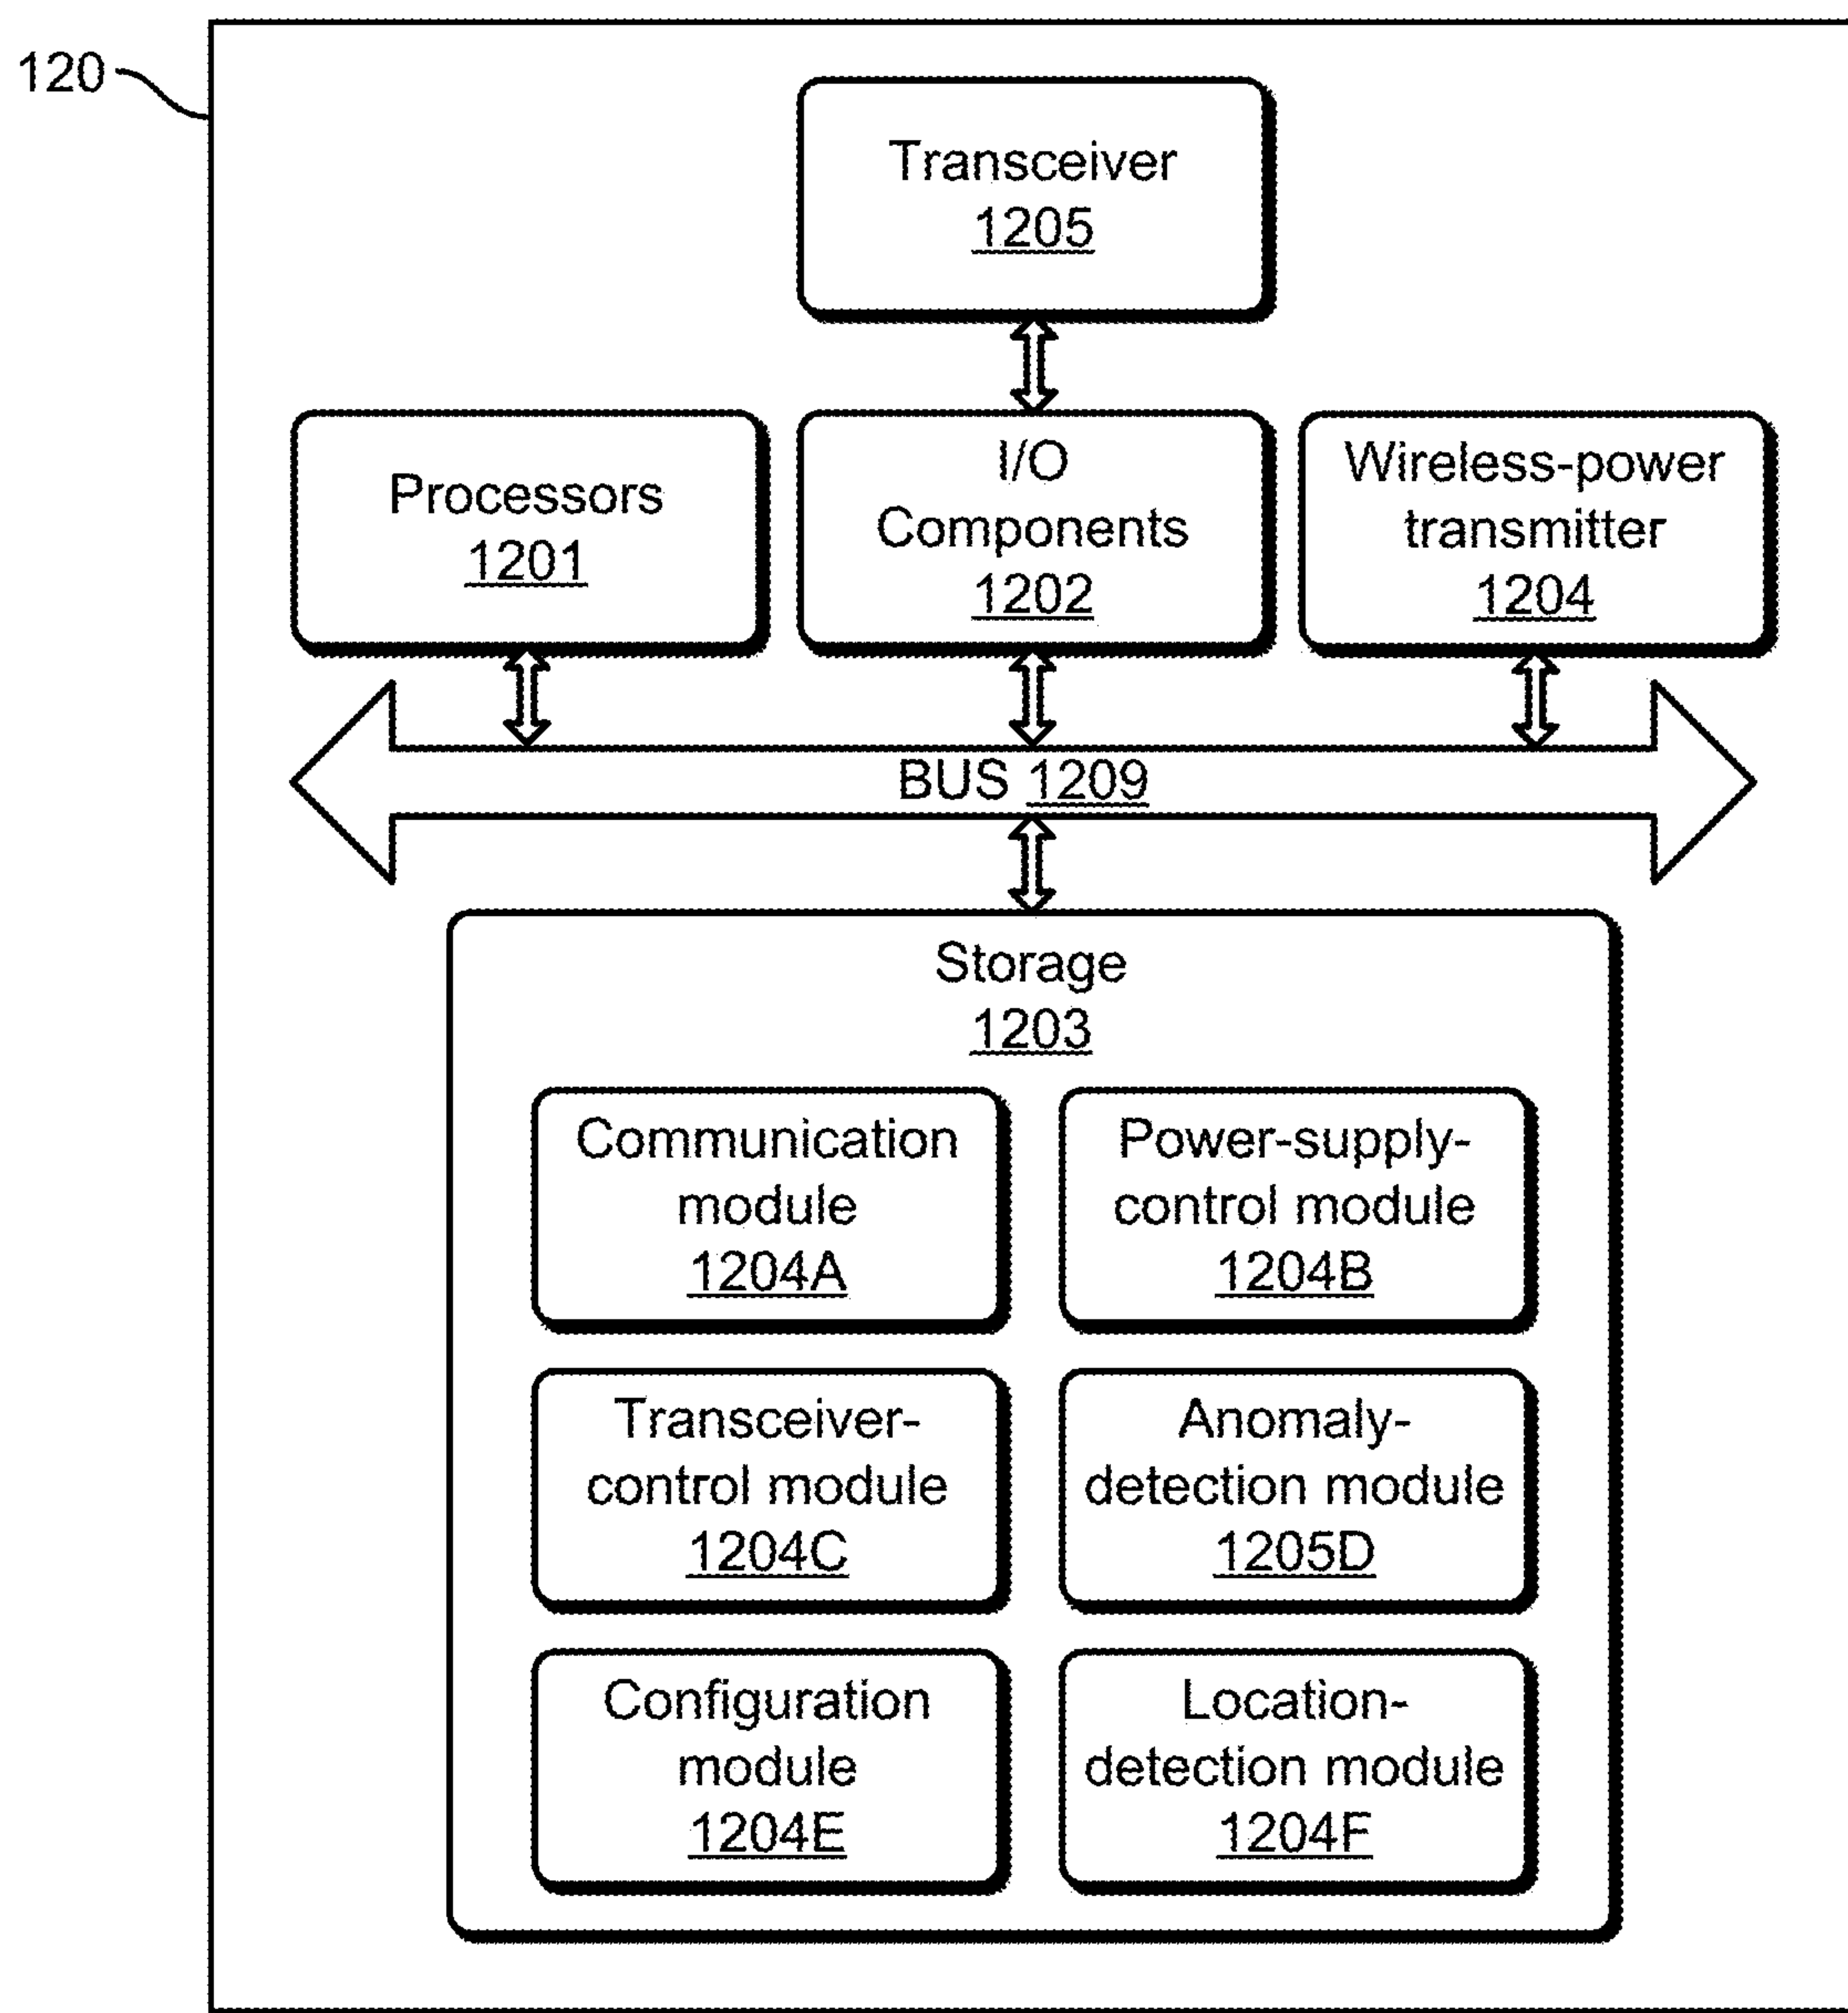 120
Transceiver
1205
Processors
1201
I/O
Components
1202
Wireless-power
transmitter
1204
BUS 1209
Storage
1203
Communication
module
1204A
Power-supply-
control module
1204B
Transceiver-
control module
1204C
Anomaly-
detection module
1205D
Configuration
module
1204E
Location-
detection module
1204F